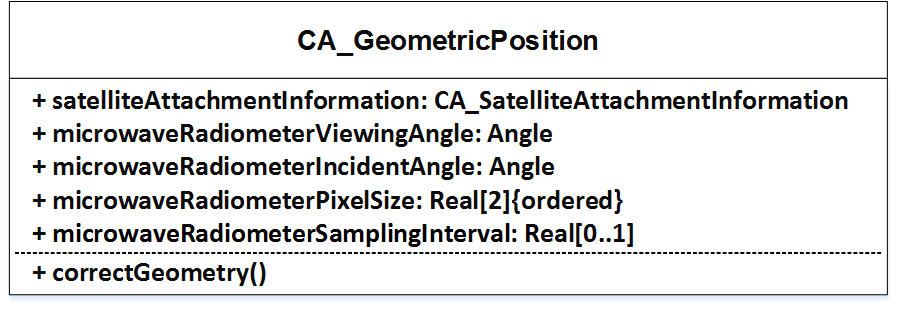 CA_GeometricPosition
+ satelliteAttachmentInformation: CA_SatelliteAttachmentInformation
+ microwaveRadiometerViewingAngle: Angle
+ microwaveRadiometerIncidentAngle: Angle
+ microwaveRadiometerPixelSize: Real[2]{ordered}
+ microwaveRadiometerSamplingInterval: Real[0..1]
+ correctGeometry()